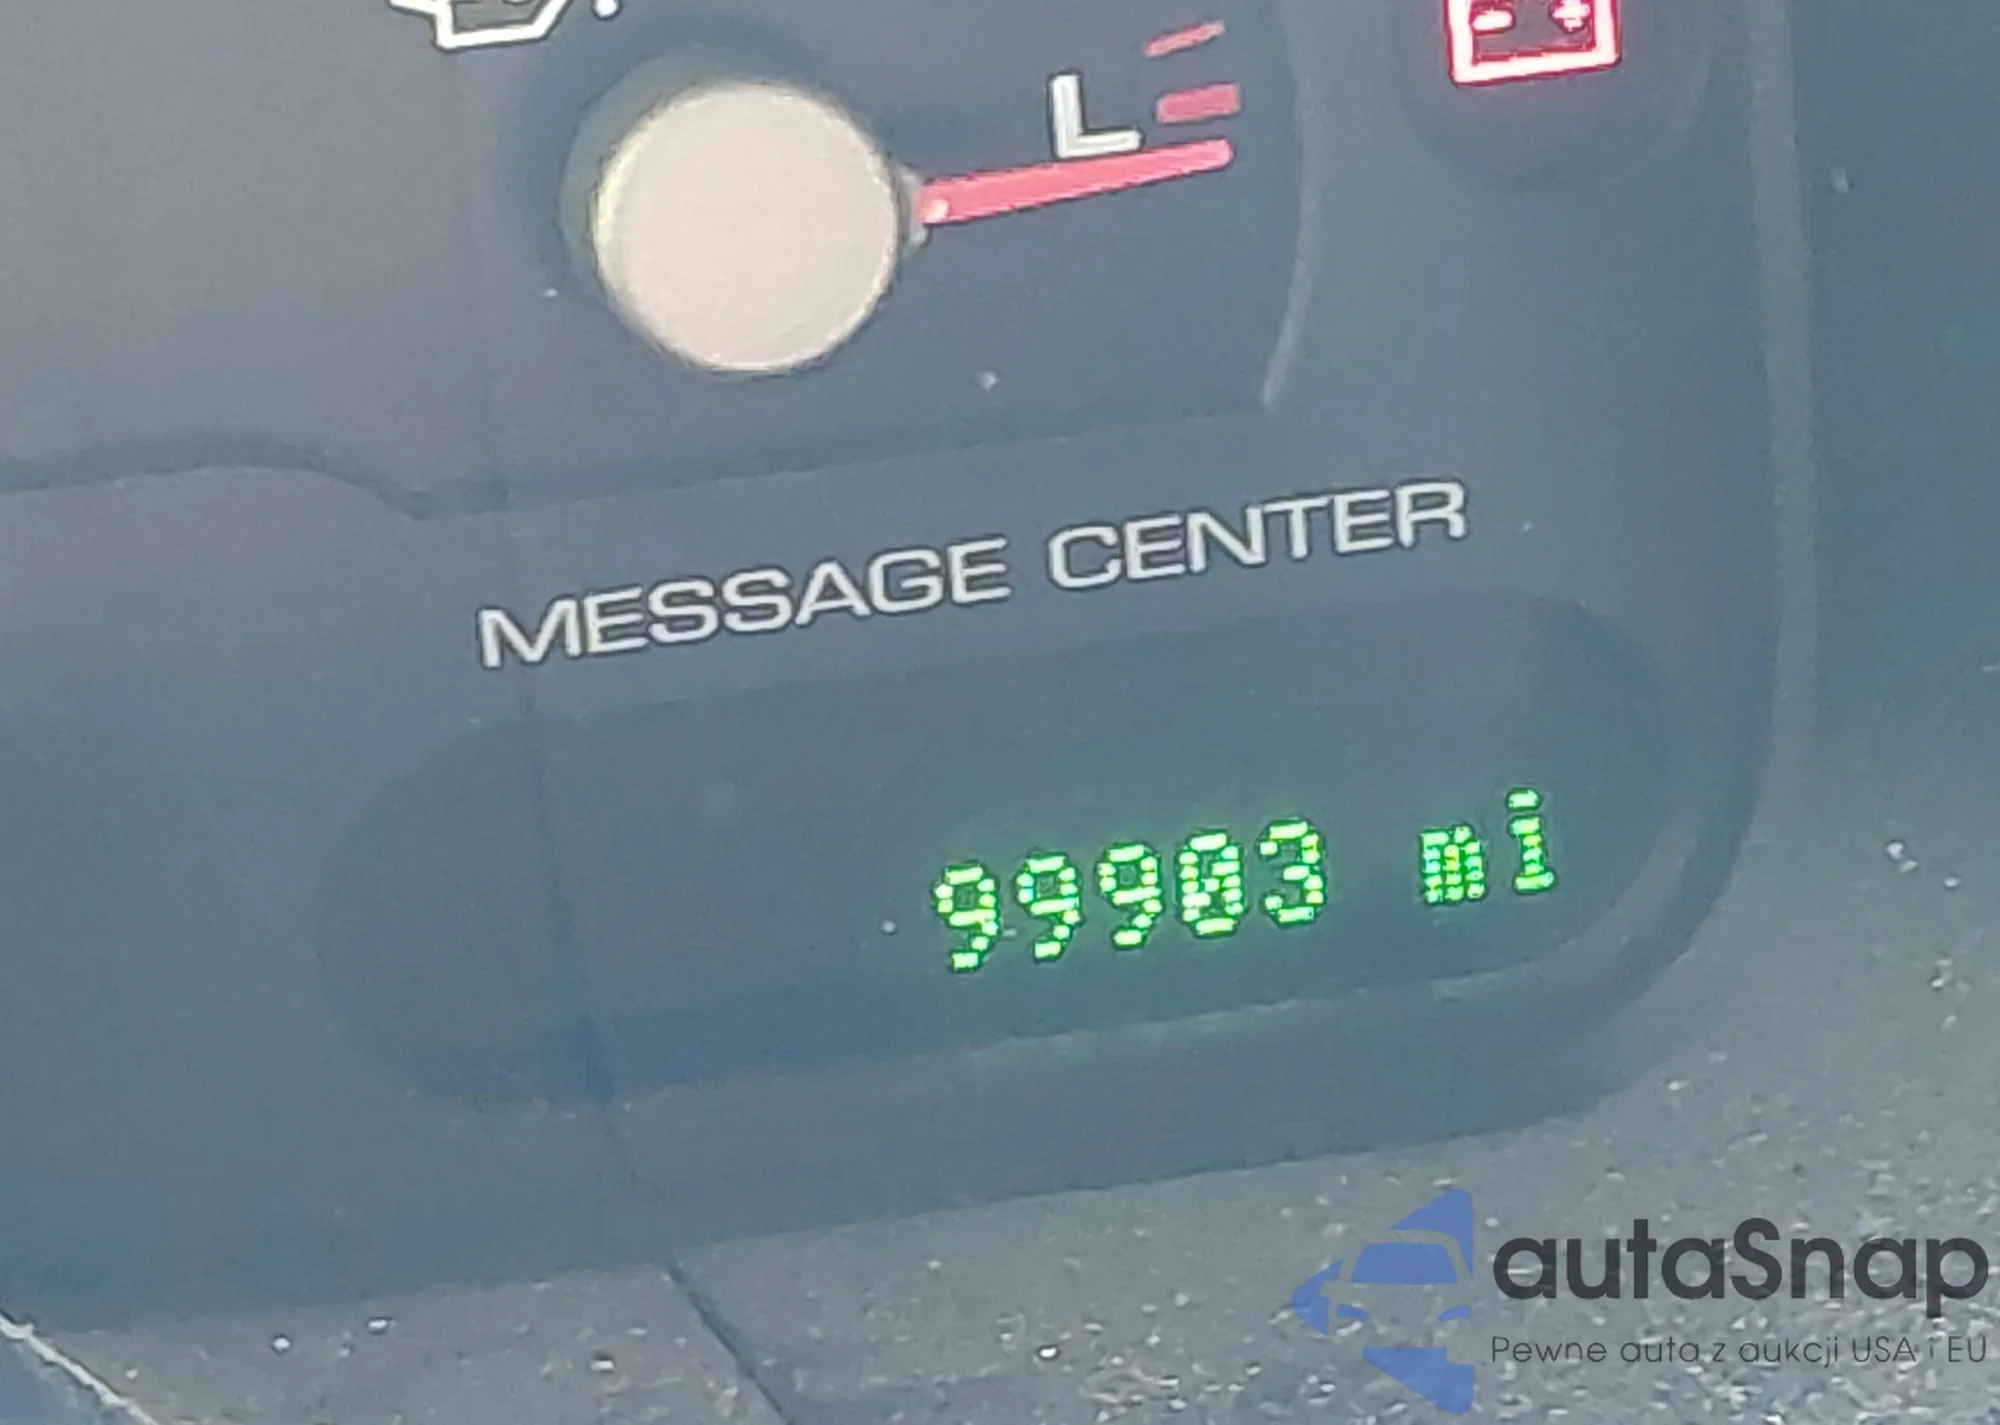 L
MESSAGE CENTER
99903 mi
autaSnap
Pewne auta z aukcji USA i EU